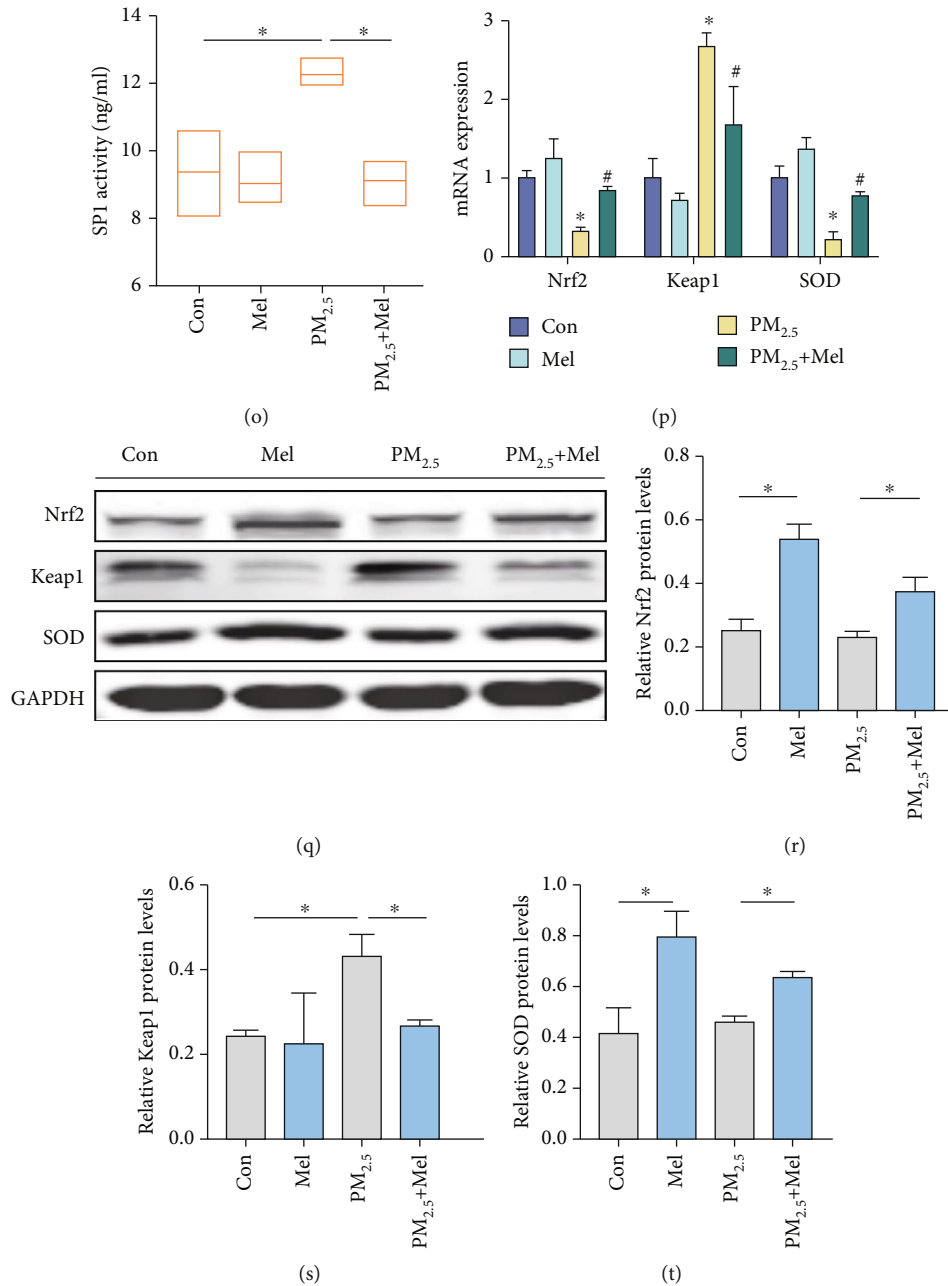 14
12
10
8
6
SP1 activity (ng/ml)
*
*
Con
Mel
PM2.5
PM2.5+Mel
(o)
3
2
1
0
mRNA expression
*
#
*
#
*
#
Nrf2
Keap1
SOD
Con
PM2.5
Mel
PM2.5+Mel
(p)
Con Mel PM2.5 PM2.5+Mel
Nrf2
Keap1
SOD
GAPDH
(q)
0.8
0.6
0.4
0.2
0.0
Relative Nrf2 protein levels
*
*
Con
Mel
PM2.5
PM2.5+Mel
(r)
0.6
0.4
0.2
0.0
Relative Keap1 protein levels
*
*
Con
Mel
PM2.5
PM2.5+Mel
(s)
1.0
0.8
0.6
0.4
0.2
0.0
Relative SOD protein levels
*
*
Con
Mel
PM2.5
PM2.5+Mel
(t)